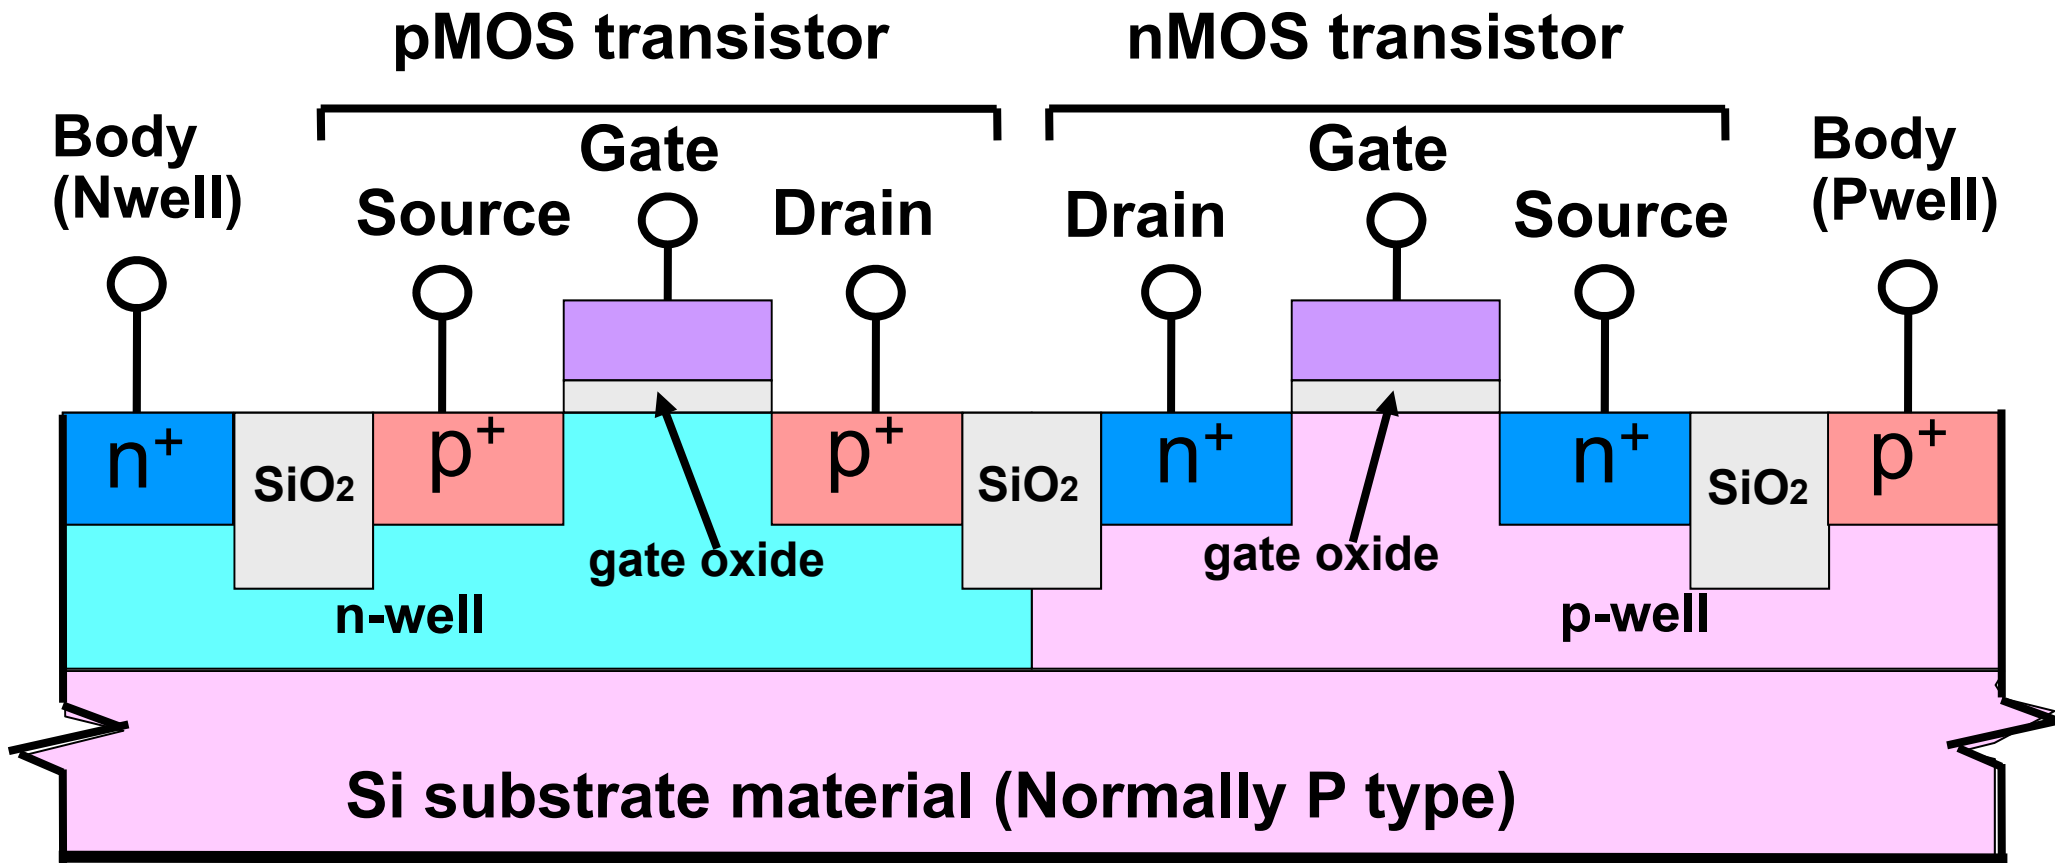 pMOS transistor
nMOS transistor
Body
(Nwell)
Source
Gate
Drain
Drain
Gate
Source
Body
(Pwell)
n+
SiO2
p+
p+
SiO2
n+
n+
SiO2
p+
gate oxide
gate oxide
n-well
p-well
Si substrate material (Normally P type)